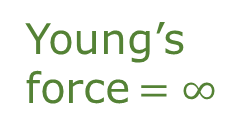 Young’s
force = ∞